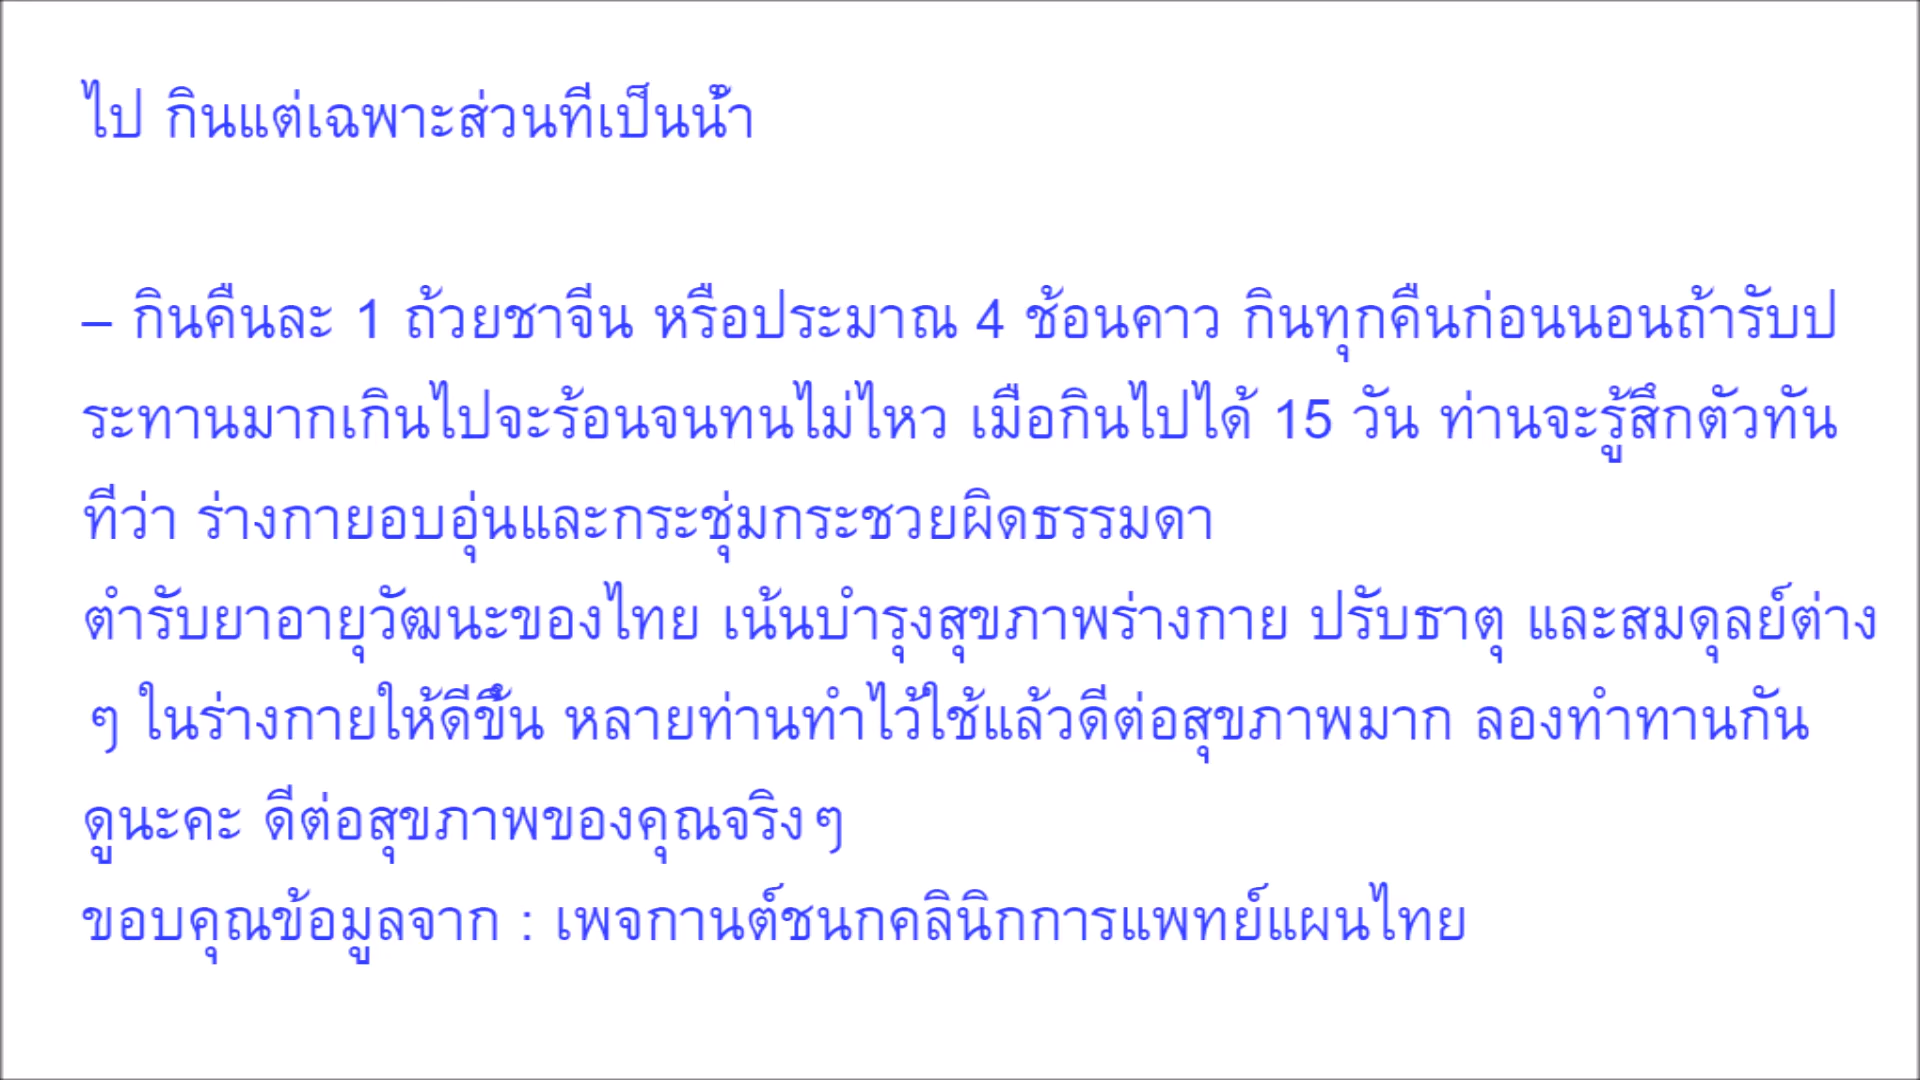 ไป กินแต่เฉพาะส่วนที่เป็นน้ำ
– กินคืนละ 1 ถ้วยชาจีน หรือประมาณ 4 ช้อนคาว กินทุกคืนก่อนนอนถ้ารับป
ระทานมากเกินไปจะร้อนจนทนไม่ไหว เมื่อกินไปได้ 15 วัน ท่านจะรู้สึกตัวทัน
ทีว่า ร่างกายอบอุ่นและกระชุ่มกระชวยผิดธรรมดา
ตำรับยาอายุวัฒนะของไทย เน้นบำรุงสุขภาพร่างกาย ปรับธาตุ และสมดุลย์ต่าง
ๆ ในร่างกายให้ดีขึ้น หลายท่านทำไว้ใช้แล้วดีต่อสุขภาพมาก ลองทำทานกัน
ดูนะคะ ดีต่อสุขภาพของคุณจริงๆ
ขอบคุณข้อมูลจาก : เพจกานต์ชนกคลินิกการแพทย์แผนไทย